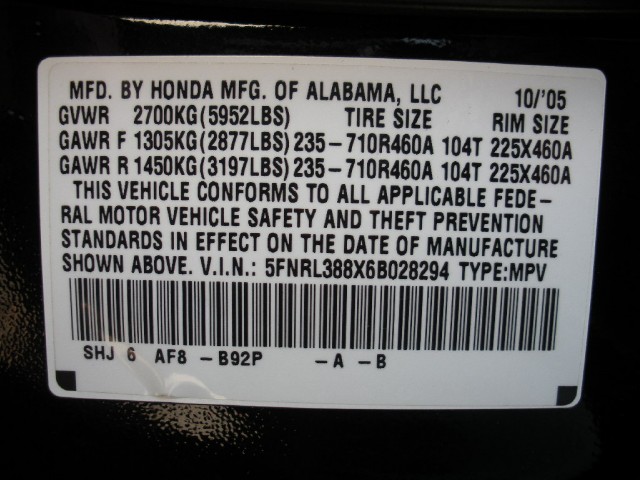 MFD. BY HONDA MFG. OF ALABAMA, LLC 10/'05
GVWR 2700KG(5952LBS) TIRE SIZE RIM SIZE
GAWR F 1305KG(2877LBS) 235-710R460A 104T 225X460A
GAWR R 1450KG(3197LBS) 235-710R460A 104T 225X460A
THIS VEHICLE CONFORMS TO ALL APPLICABLE FEDE-
RAL MOTOR VEHICLE SAFETY AND THEFT PREVENTION
STANDARDS IN EFFECT ON THE DATE OF MANUFACTURE
SHOWN ABOVE. V.I.N.: 5FNRL388X6B028294 TYPE:MPV
SHJ 6 AF8 -B92P -A -B